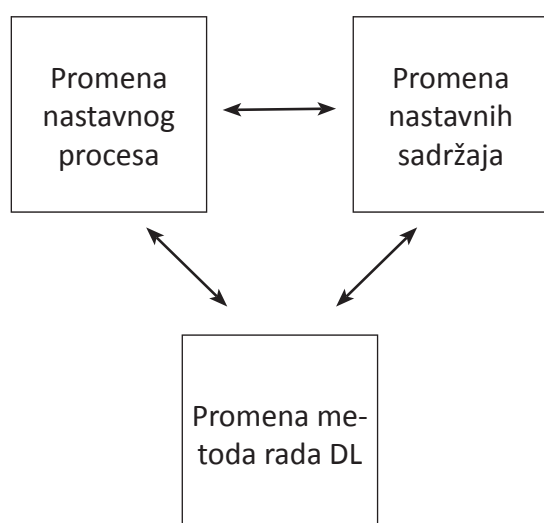 Promena
nastavnog
procesa
Promena
nastavnih
sadržaja
Promena me-
toda rada DL